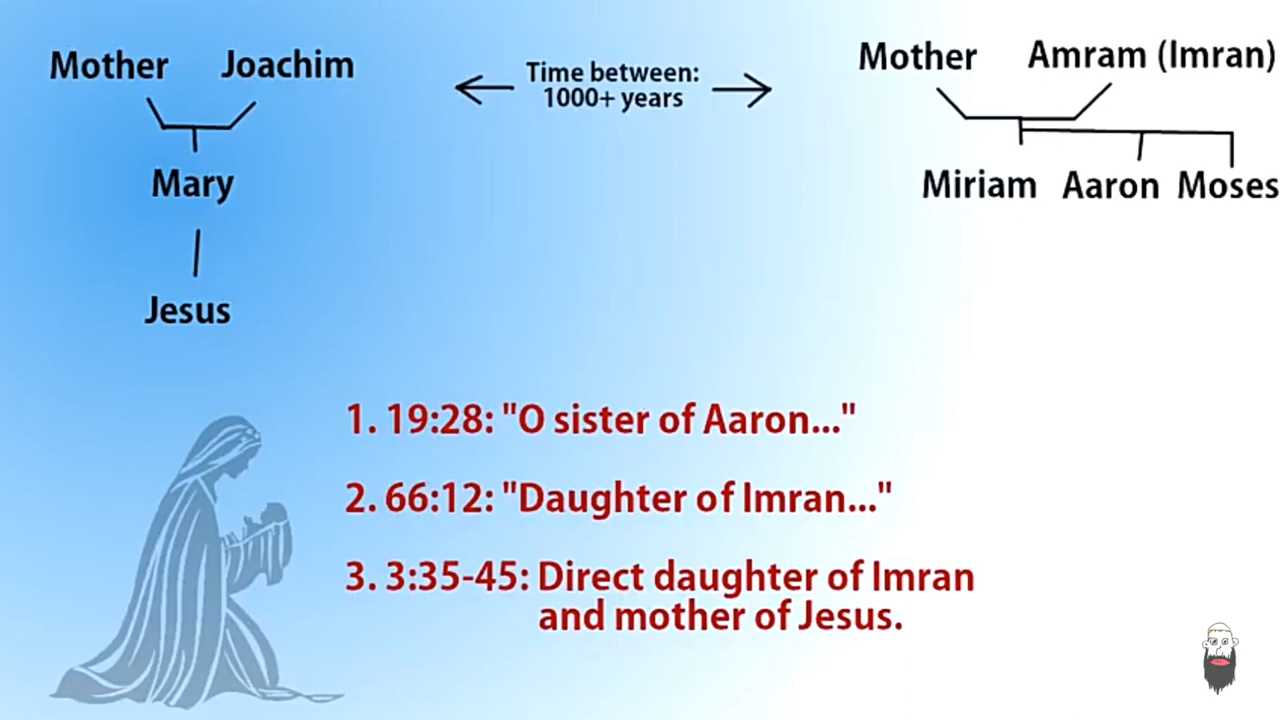 Mother Joachim
Time between:
1000+ years
Mother Amram (Imran)
Mary
Miriam Aaron Moses
Jesus
1. 19:28: "O sister of Aaron..."
2. 66:12: "Daughter of Imran..."
3. 3:35-45: Direct daughter of Imran
and mother of Jesus.